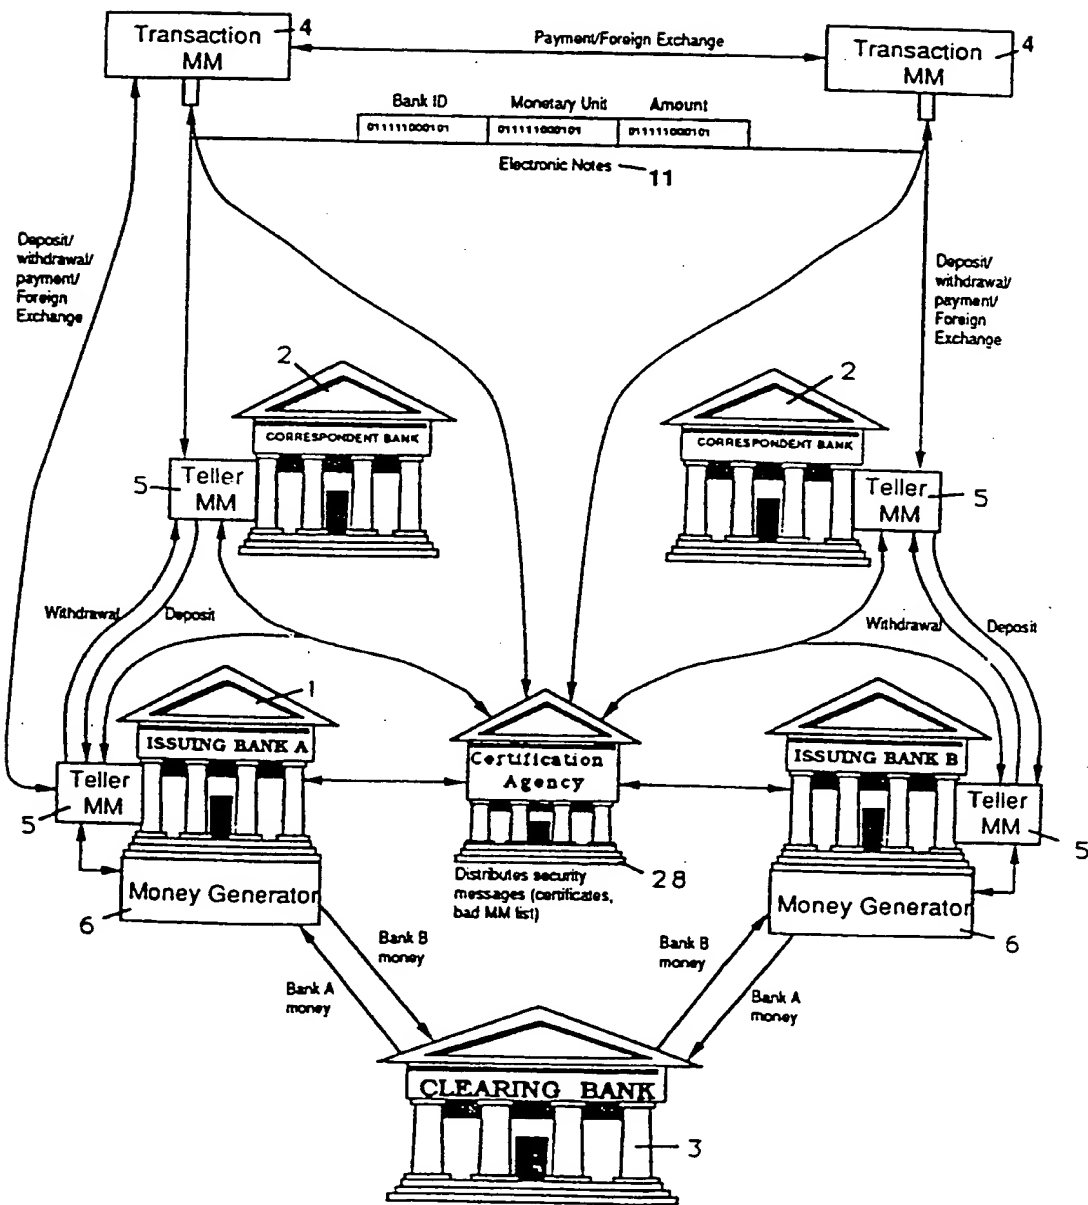 Transaction
MM
4
Payment/Foreign Exchange
Transaction
MM
4
Bank ID Monetary Unit Amount
011111000101 011111000101 011111000101
Electronic Notes
11
Deposit/
withdrawal/
payment/
Foreign
Exchange
Deposit/
withdrawal/
payment/
Foreign
Exchange
2
CORRESPONDENT BANK
2
CORRESPONDENT BANK
5
Teller
MM
Teller
MM
5
Withdrawal
Deposit
Withdrawal
Deposit
1
ISSUING BANK A
Certification
Agency
ISSUING BANK B
Teller
MM
5
Teller
MM
5
Money Generator
6
Distributes security
messages (certificates,
bad MM list)
28
Money Generator
6
Bank B
money
Bank A
money
Bank B
money
Bank A
money
CLEARING BANK
3